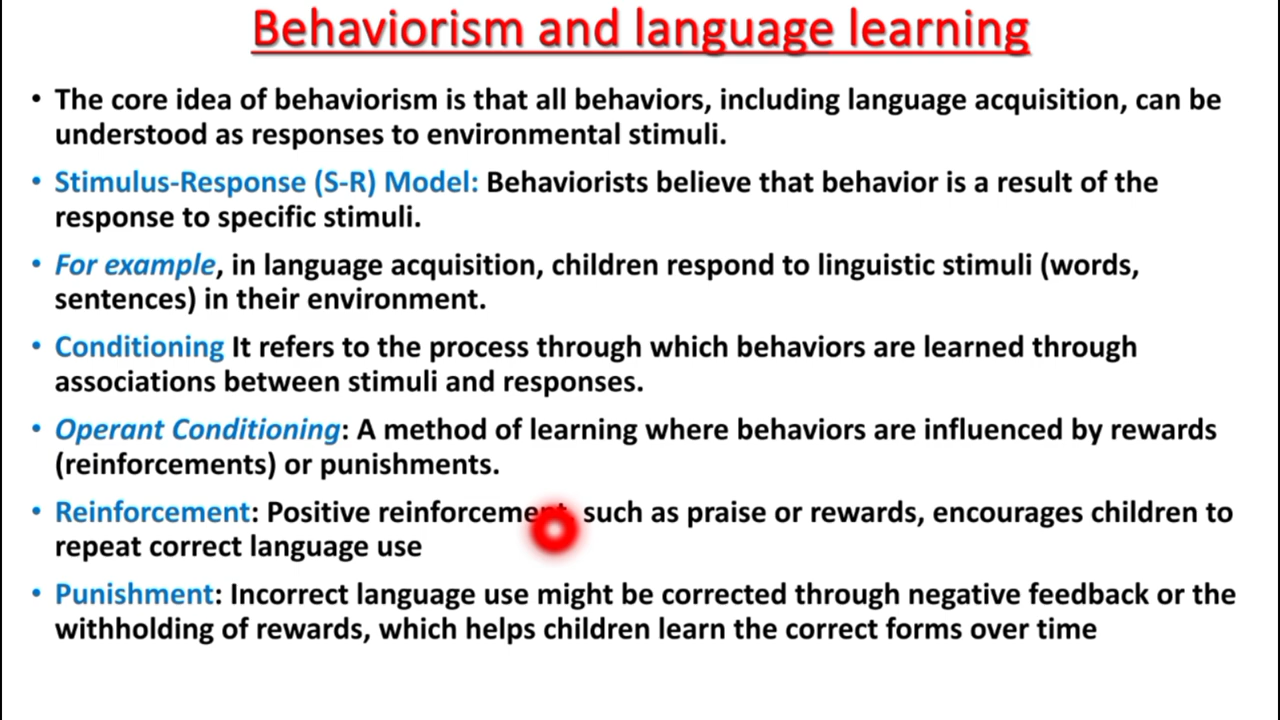 Behaviorism and language learning
• The core idea of behaviorism is that all behaviors, including language acquisition, can be
understood as responses to environmental stimuli.
• Stimulus-Response (S-R) Model: Behaviorists believe that behavior is a result of the
response to specific stimuli.
• For example, in language acquisition, children respond to linguistic stimuli (words,
sentences) in their environment.
• Conditioning It refers to the process through which behaviors are learned through
associations between stimuli and responses.
• Operant Conditioning: A method of learning where behaviors are influenced by rewards
(reinforcements) or punishments.
• Reinforcement: Positive reinforcement, such as praise or rewards, encourages children to
repeat correct language use
• Punishment: Incorrect language use might be corrected through negative feedback or the
withholding of rewards, which helps children learn the correct forms over time